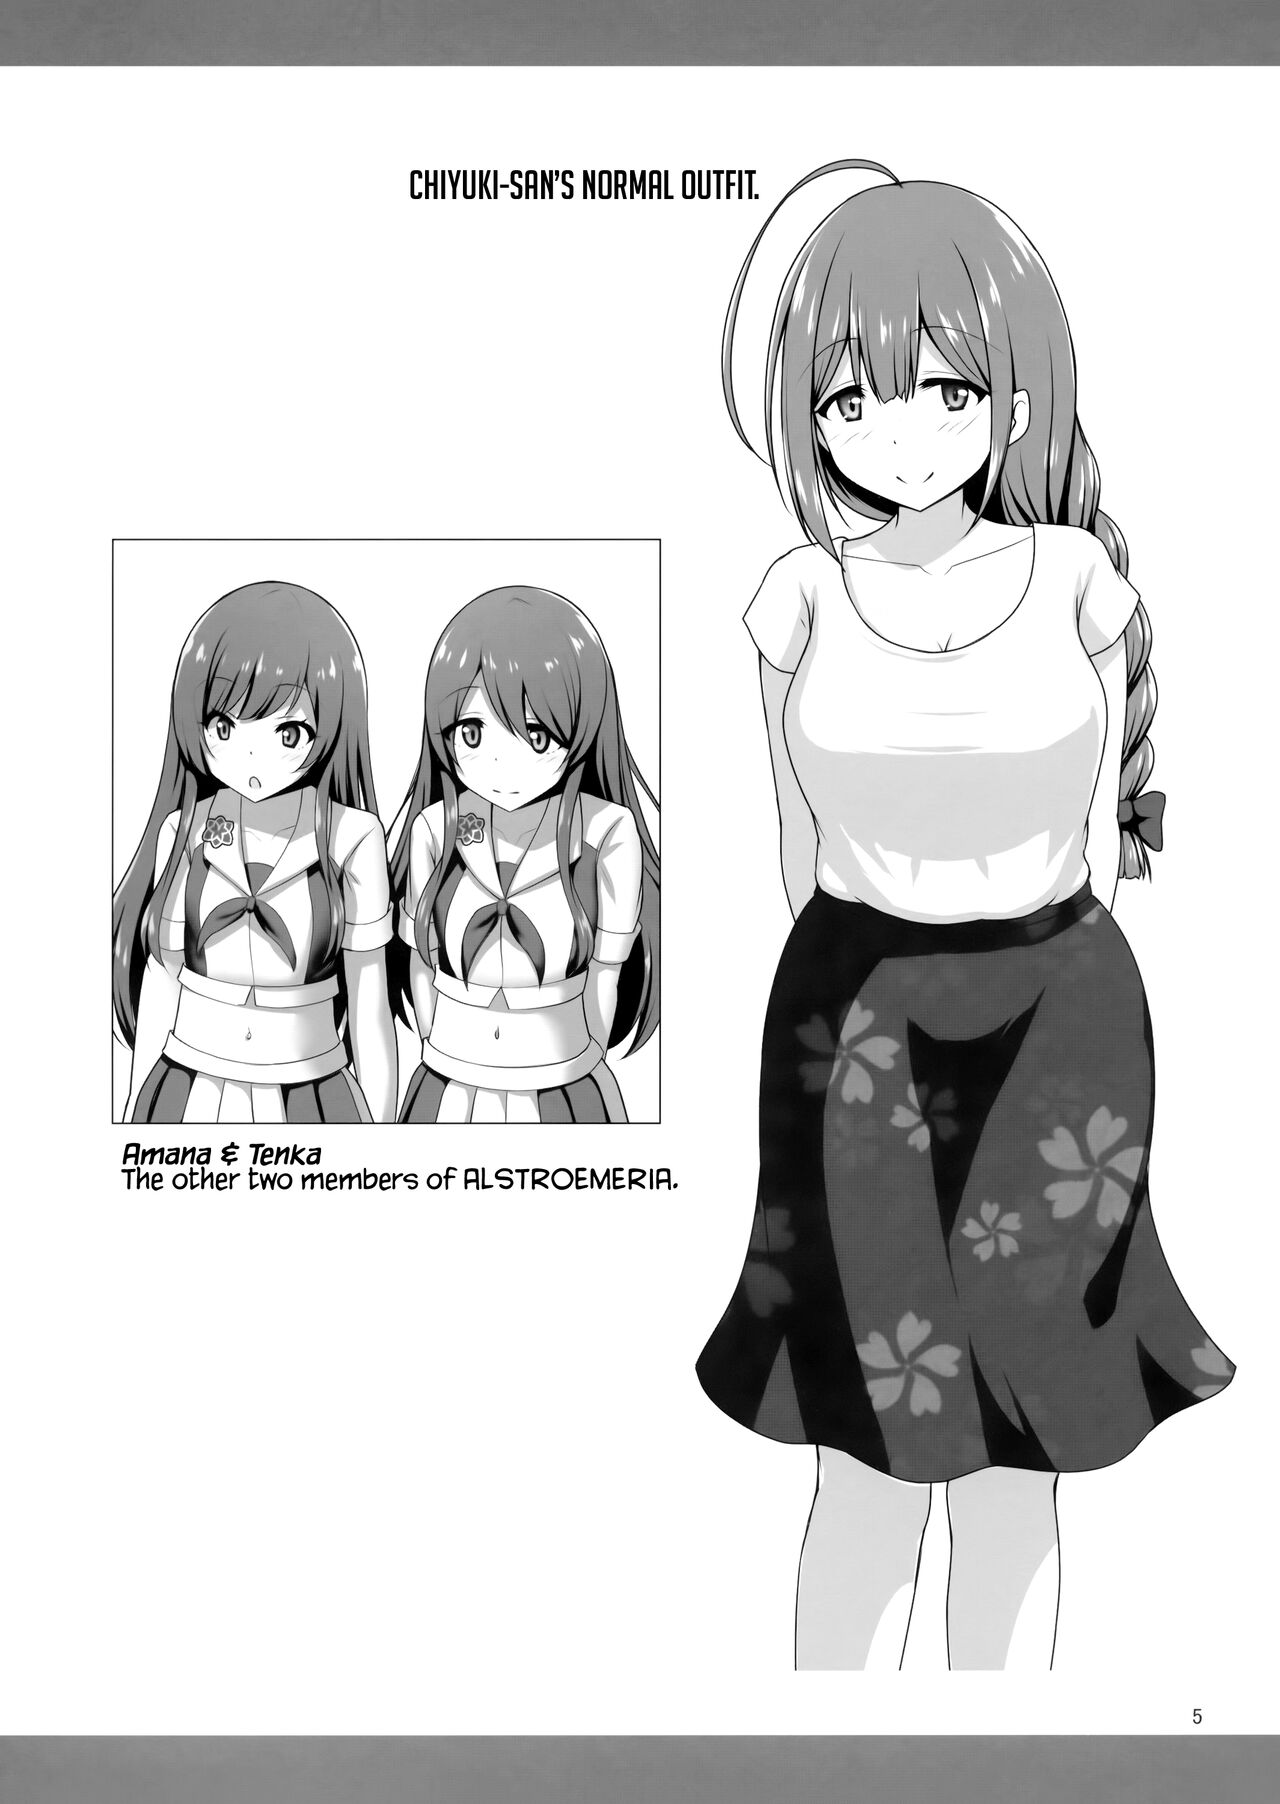 CHIYUKI-SAN'S NORMAL OUTFIT.
Amana & Tenka
The other two members of ALSTROEMERIA.
5